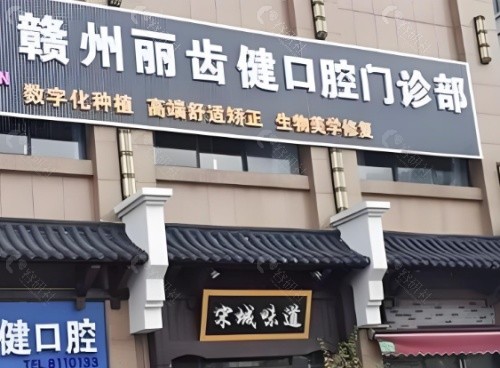 赣州丽齿健口腔门诊部
N
数字化种植 高端舒适矫正 生物美学修复
宋城味道
健口腔
TEL 8110133